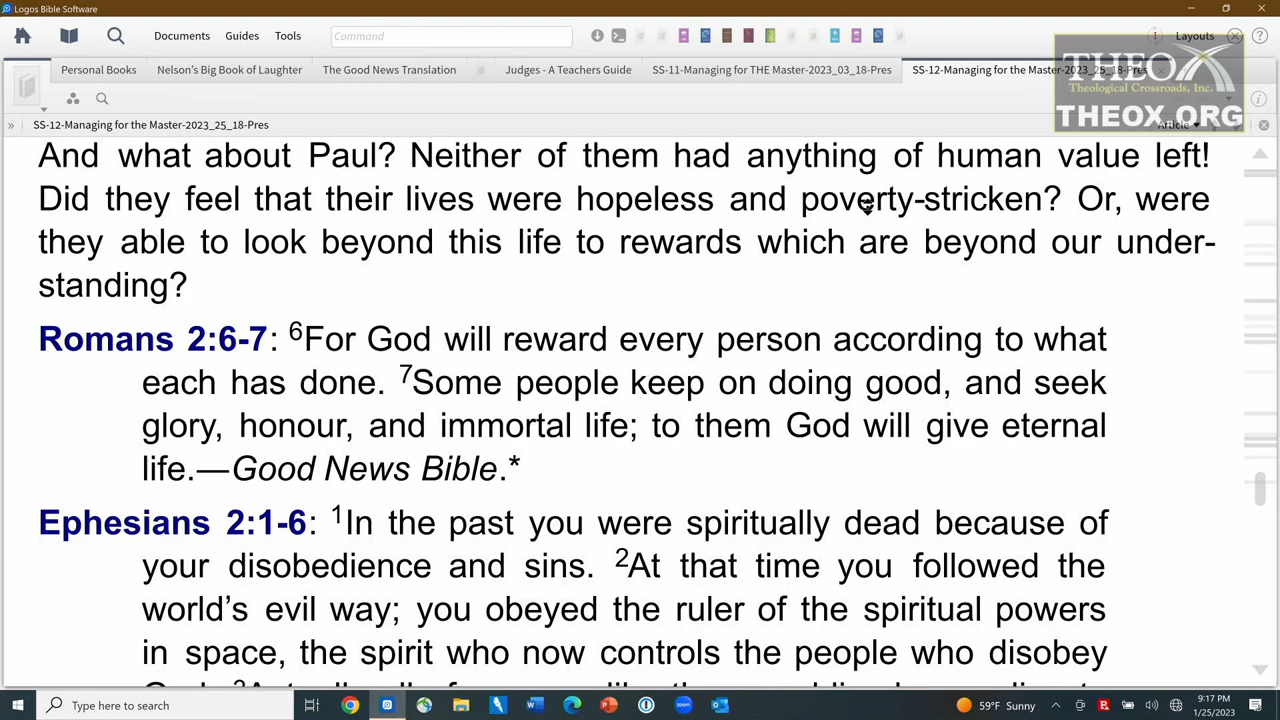 Logos Bible Software
Documents Guides Tools Command Layouts
Personal Books Nelson's Big Book of Laughter The Go Judges - A Teachers Guide SS-11-Managing for THE Master-2023_03_18-Pres SS-12-Managing for the Master-2023_25_18-Pres
THEOX
Theological Crossroads, Inc.
THEOX.ORG
SS-12-Managing for the Master-2023_25_18-Pres Article
And what about Paul? Neither of them had anything of human value left!
Did they feel that their lives were hopeless and poverty-stricken? Or, were
they able to look beyond this life to rewards which are beyond our under-
standing?
Romans 2:6-7: 6For God will reward every person according to what
each has done. 7Some people keep on doing good, and seek
glory, honour, and immortal life; to them God will give eternal
life.—Good News Bible.*
Ephesians 2:1-6: 1In the past you were spiritually dead because of
your disobedience and sins. 2At that time you followed the
world's evil way; you obeyed the ruler of the spiritual powers
in space, the spirit who now controls the people who disobey
Type here to search
59°F Sunny
9:17 PM
1/25/2023